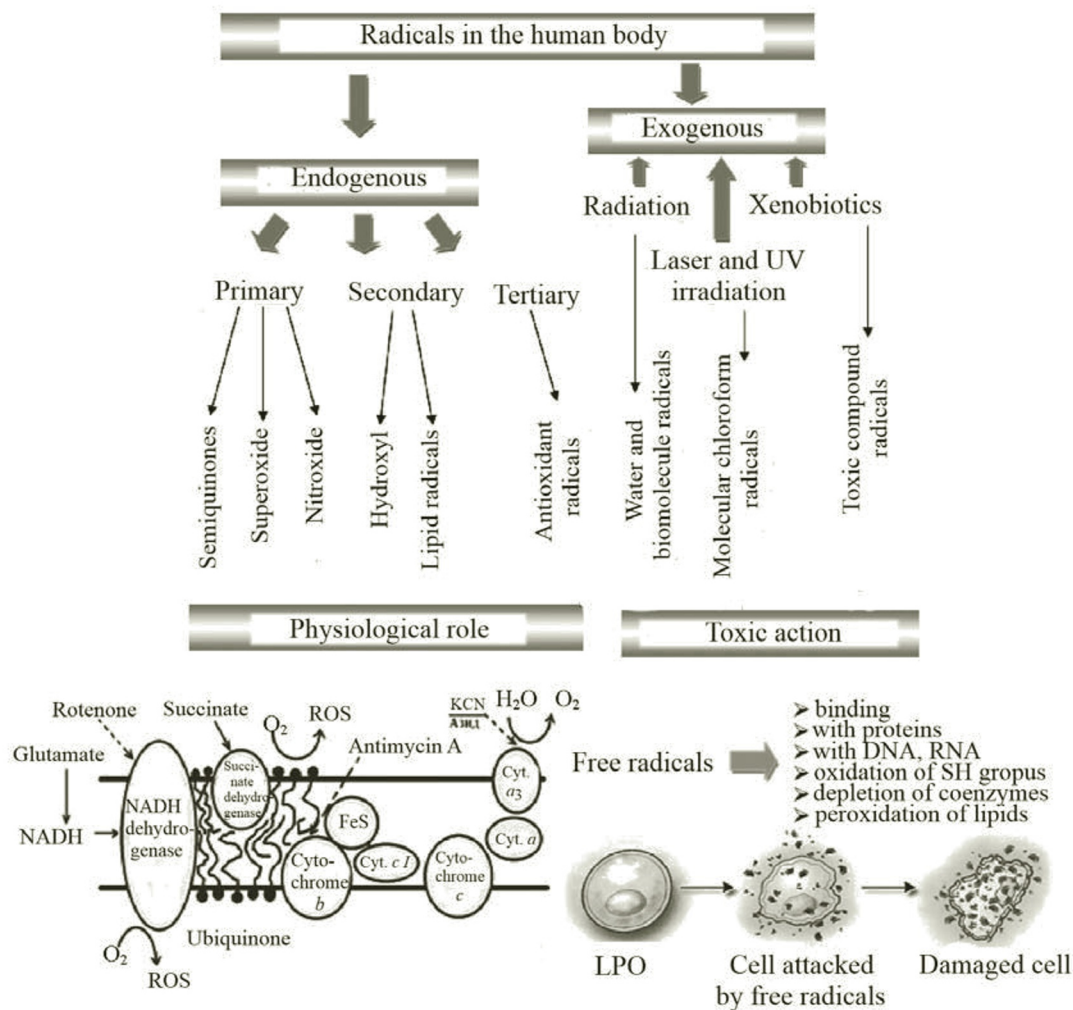 Radicals in the human body
Exogenous
Endogenous
Radiation
Xenobiotics
Laser and UV
irradiation
Primary
Secondary
Tertiary
Semiquinones
Superoxide
Nitroxide
Hydroxyl
Lipid radicals
Antioxidant
radicals
Water and
biomolecule radicals
Molecular chloroform
radicals
Toxic compound
radicals
Physiological role
Toxic action
Rotenone
Succinate
O2
ROS
KCN
H2O
O2
Antimycin A
Glutamate
NADH
NADH
dehydro-
genase
Succi-
nate
dehydro
genase
FeS
Cyt.
a3
Cyt. a
Cyt. c I
Cyto-
chrome
b
Cyto-
chrome
c
Ubiquinone
O2
ROS
Free radicals
➢ binding
➢ with proteins
➢ with DNA, RNA
➢ oxidation of SH gropus
➢ depletion of coenzymes
➢ peroxidation of lipids
LPO
Cell attacked
by free radicals
Damaged cell